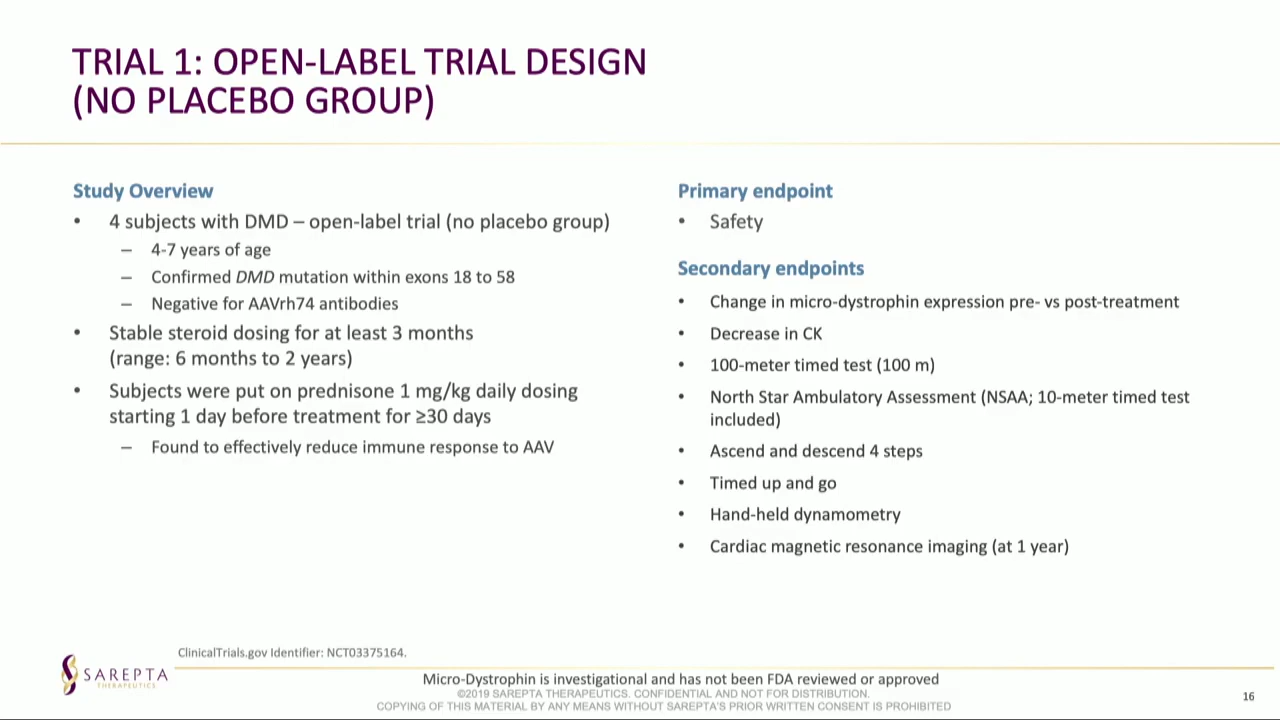 TRIAL 1: OPEN-LABEL TRIAL DESIGN
(NO PLACEBO GROUP)
Study Overview
• 4 subjects with DMD – open-label trial (no placebo group)
– 4-7 years of age
– Confirmed DMD mutation within exons 18 to 58
– Negative for AAVrh74 antibodies
• Stable steroid dosing for at least 3 months
(range: 6 months to 2 years)
• Subjects were put on prednisone 1 mg/kg daily dosing
starting 1 day before treatment for ≥30 days
– Found to effectively reduce immune response to AAV
Primary endpoint
• Safety
Secondary endpoints
• Change in micro-dystrophin expression pre- vs post-treatment
• Decrease in CK
• 100-meter timed test (100 m)
• North Star Ambulatory Assessment (NSAA; 10-meter timed test
included)
• Ascend and descend 4 steps
• Timed up and go
• Hand-held dynamometry
• Cardiac magnetic resonance imaging (at 1 year)
ClinicalTrials.gov Identifier: NCT03375164.
SAREPTA
THERAPEUTICS
Micro-Dystrophin is investigational and has not been FDA reviewed or approved
©2019 SAREPTA THERAPEUTICS. CONFIDENTIAL AND NOT FOR DISTRIBUTION.
COPYING OF THIS MATERIAL BY ANY MEANS WITHOUT SAREPTA'S PRIOR WRITTEN CONSENT IS PROHIBITED
16